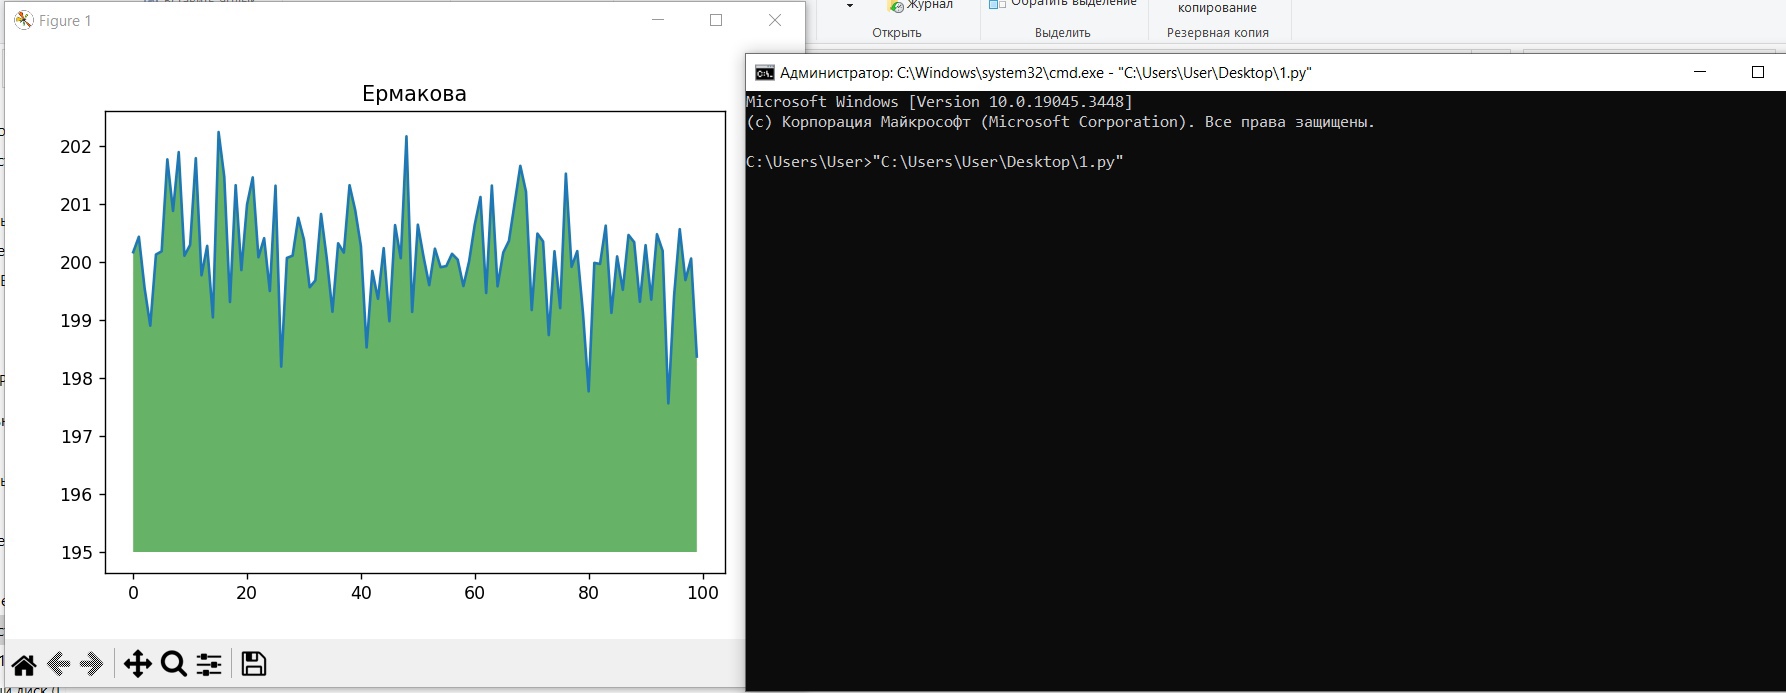 Figure 1
Ермакова
202
201
200
199
198
197
196
195
0 20 40 60 80 100
Журнал
Обратить выделение
копирование
Открыть
Выделить
Резервная копия
Администратор: C:\Windows\system32\cmd.exe - "C:\Users\User\Desktop\1.py"
Microsoft Windows [Version 10.0.19045.3448]
(c) Корпорация Майкрософт (Microsoft Corporation). Все права защищены.
C:\Users\User>"C:\Users\User\Desktop\1.py"